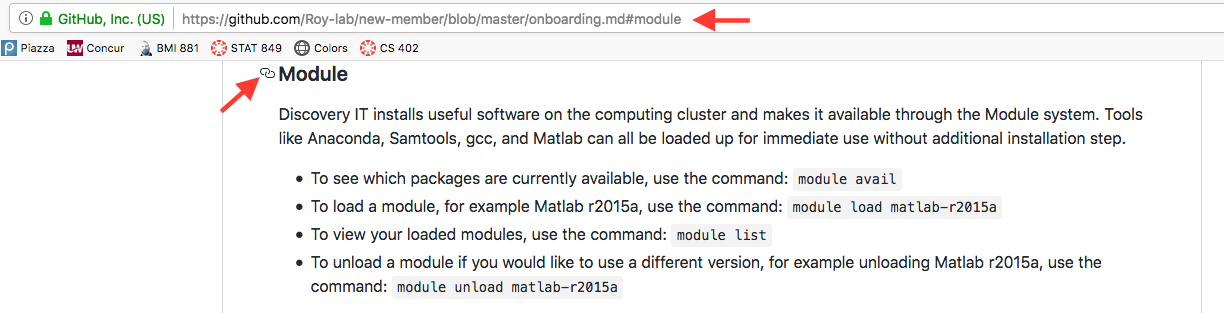 GitHub, Inc. (US) https://github.com/Roy-lab/new-member/blob/master/onboarding.md#module
Piazza Concur BMI 881 STAT 849 Colors CS 402
Module
Discovery IT installs useful software on the computing cluster and makes it available through the Module system. Tools
like Anaconda, Samtools, gcc, and Matlab can all be loaded up for immediate use without additional installation step.
• To see which packages are currently available, use the command: module avail
• To load a module, for example Matlab r2015a, use the command: module load matlab-r2015a
• To view your loaded modules, use the command: module list
• To unload a module if you would like to use a different version, for example unloading Matlab r2015a, use the
command: module unload matlab-r2015a